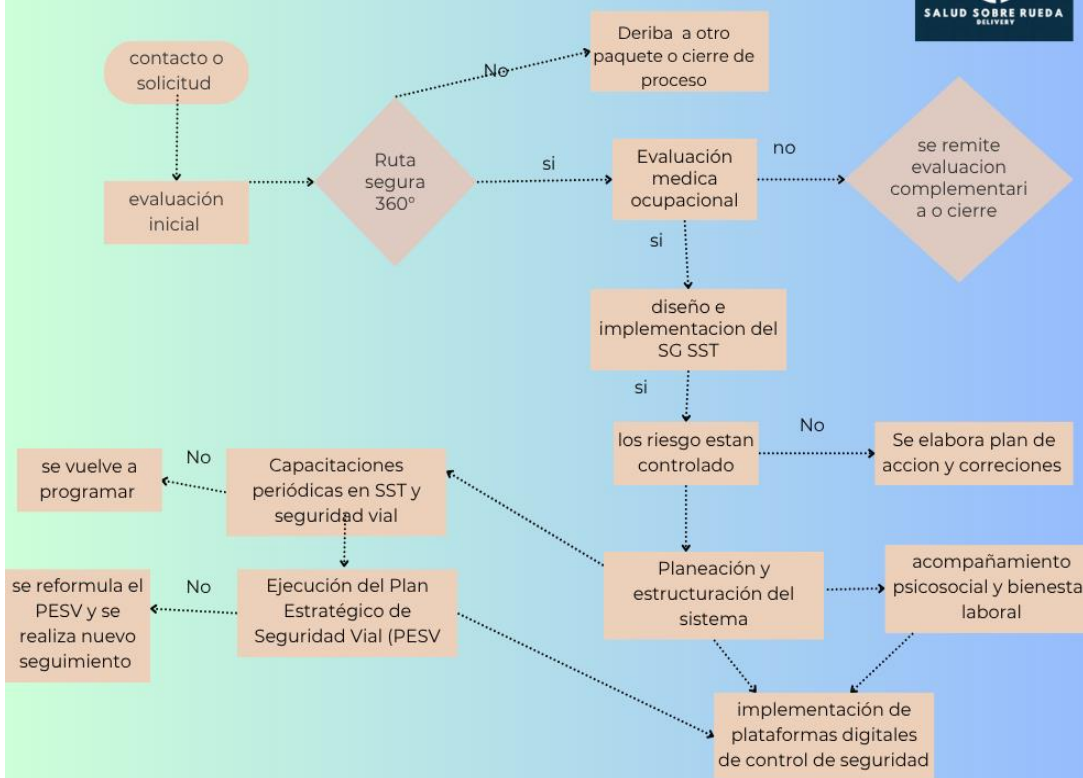 SALUD SOBRE RUEDA
DELIVERY
contacto o
solicitud
No
Deriba a otro
paquete o cierre de
proceso
evaluación
inicial
Ruta
segura
360°
si
Evaluación
medica
ocupacional
no
se remite
evaluacion
complementari
a o cierre
si
diseño e
implementacion del
SG SST
si
los riesgo estan
controlado
No
Se elabora plan de
accion y correciones
se vuelve a
programar
No
Capacitaciones
periódicas en SST y
seguridad vial
se reformula el
PESV y se
realiza nuevo
seguimiento
No
Ejecución del Plan
Estratégico de
Seguridad Vial (PESV
Planeación y
estructuración del
sistema
acompañamiento
psicosocial y bienesta
laboral
implementación de
plataformas digitales
de control de seguridad